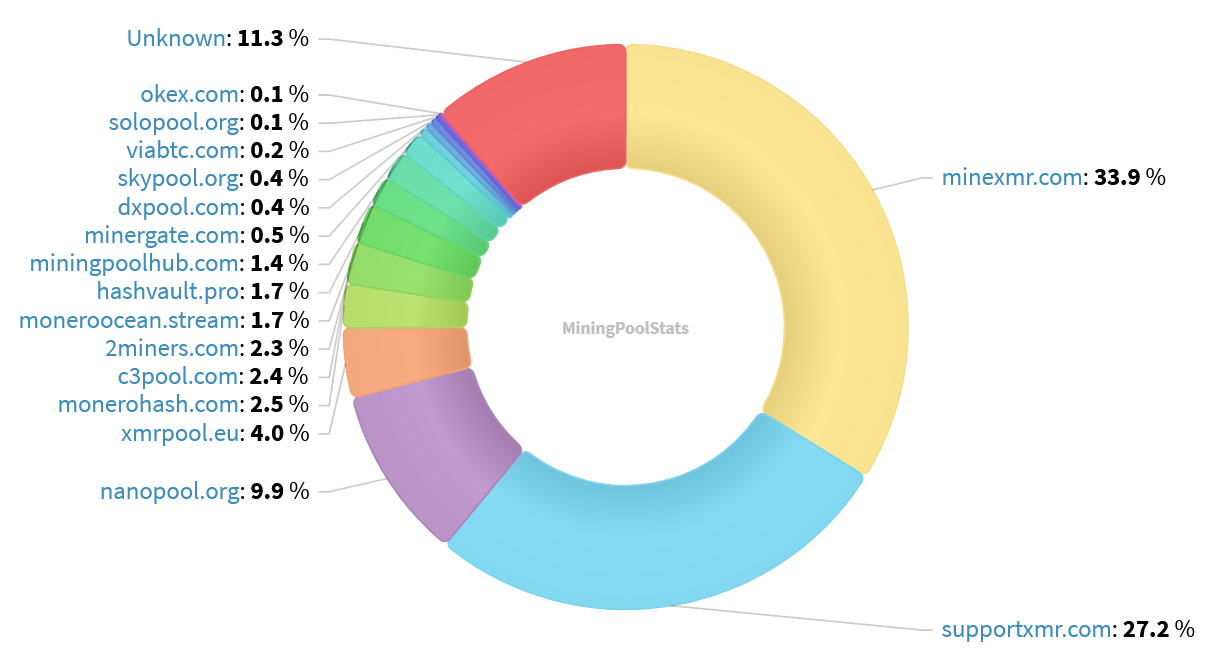 Unknown: 11.3 %
okex.com: 0.1 %
solopool.org: 0.1 %
viabtc.com: 0.2 %
skypool.org: 0.4 %
dxpool.com: 0.4 %
minergate.com: 0.5 %
miningpoolhub.com: 1.4 %
hashvault.pro: 1.7 %
moneroocean.stream: 1.7 %
2miners.com: 2.3 %
c3pool.com: 2.4 %
monerohash.com: 2.5 %
xmrpool.eu: 4.0 %
nanopool.org: 9.9 %
MiningPoolStats
minexmr.com: 33.9 %
supportxmr.com: 27.2 %